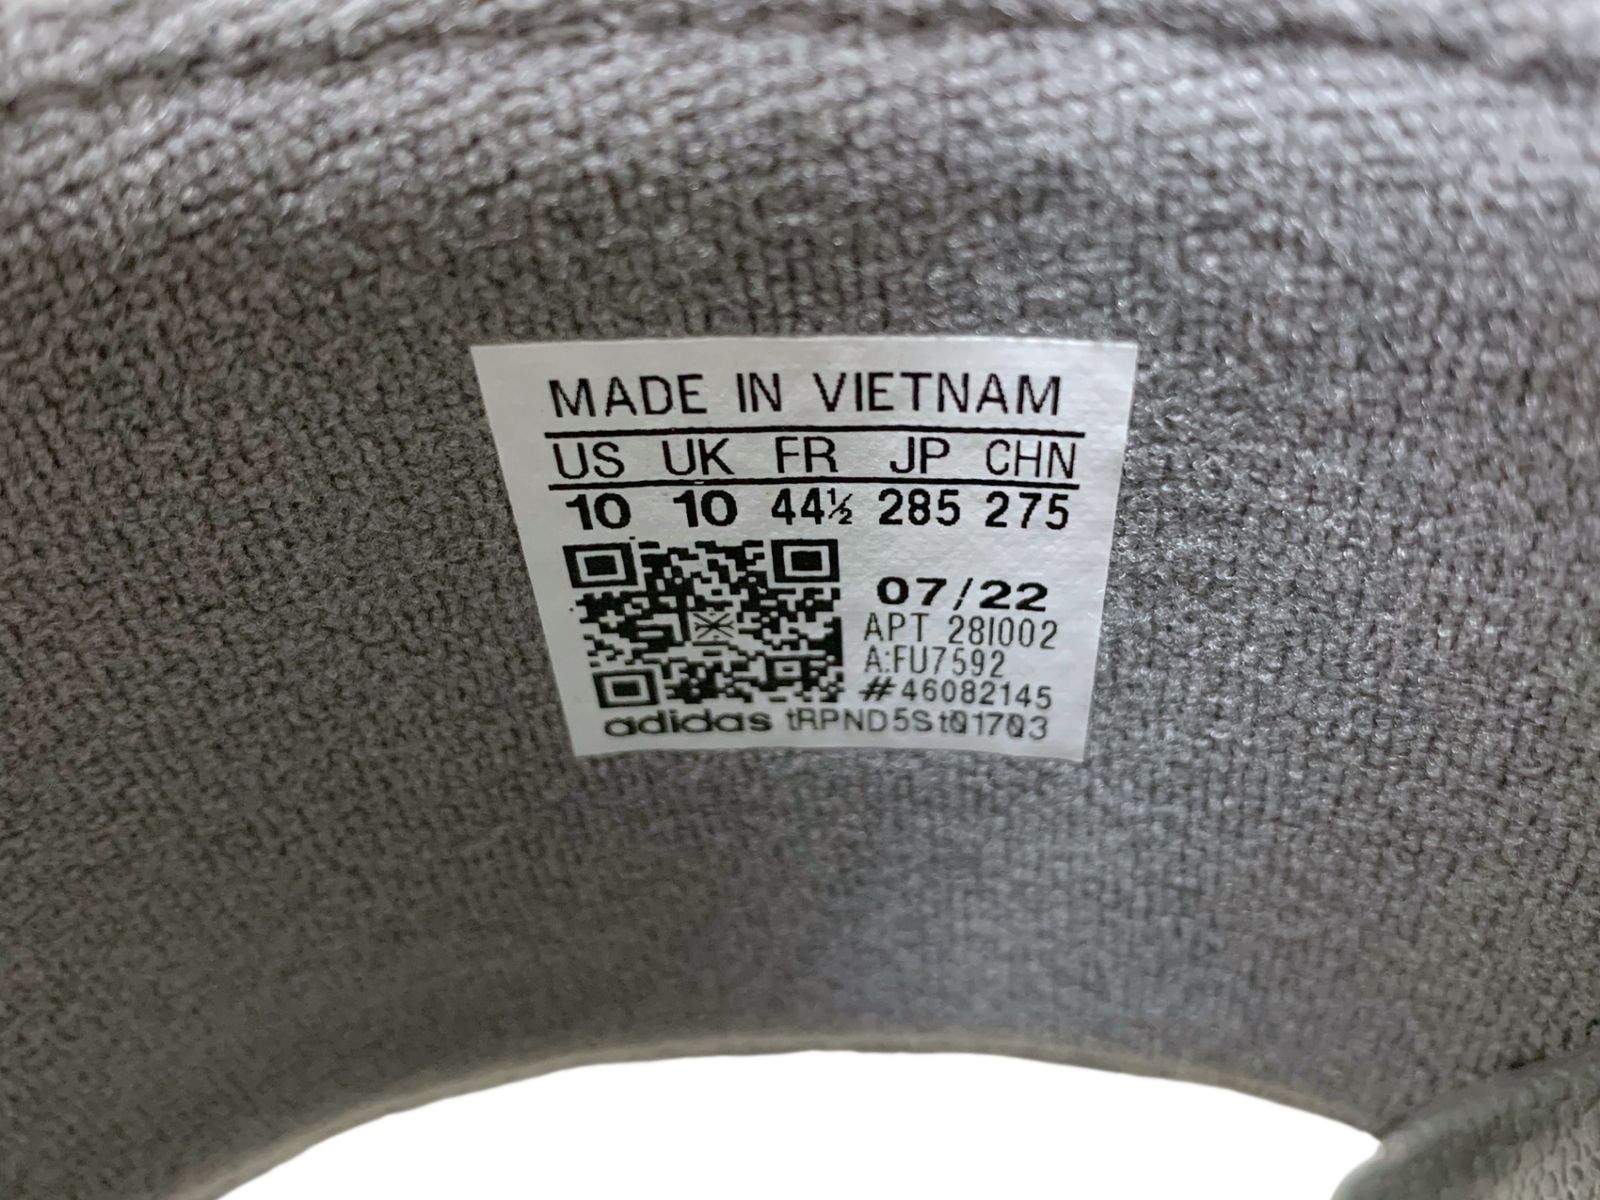 MADE IN VIETNAM
US UK FR JP CHN
10 10 44½ 285 275
07/22
APT 28I002
A:FU7592
#46082145
adidas tRPND5St01703